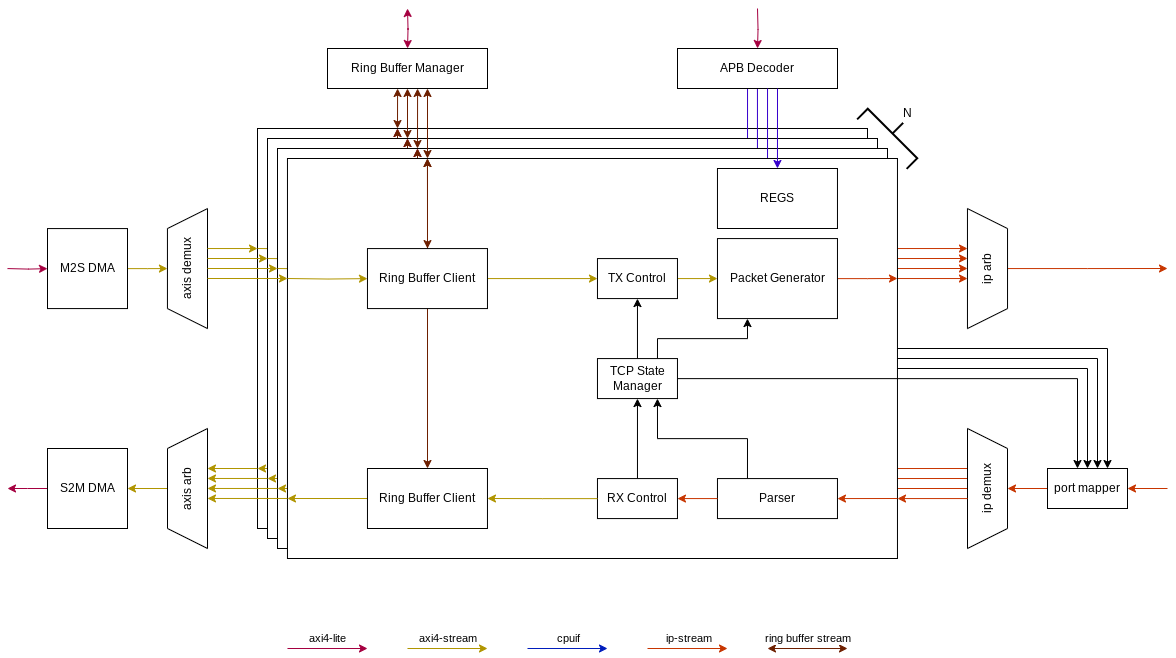 Ring Buffer Manager
APB Decoder
N
REGS
M2S DMA
axis demux
Ring Buffer Client
TX Control
Packet Generator
ip arb
TCP State
Manager
S2M DMA
axis arb
Ring Buffer Client
RX Control
Parser
ip demux
port mapper
axi4-lite
axi4-stream
cpuif
ip-stream
ring buffer stream